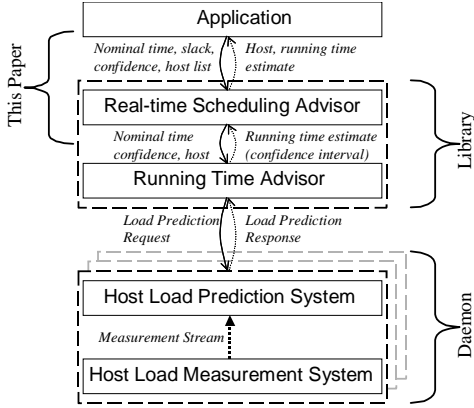 Application
Nominal time, slack,
confidence, host list
Host, running time
estimate
This Paper
Real-time Scheduling Advisor
Nominal time
confidence, host
Running time estimate
(confidence interval)
Library
Running Time Advisor
Load Prediction
Request
Load Prediction
Response
Host Load Prediction System
Measurement Stream
Daemon
Host Load Measurement System